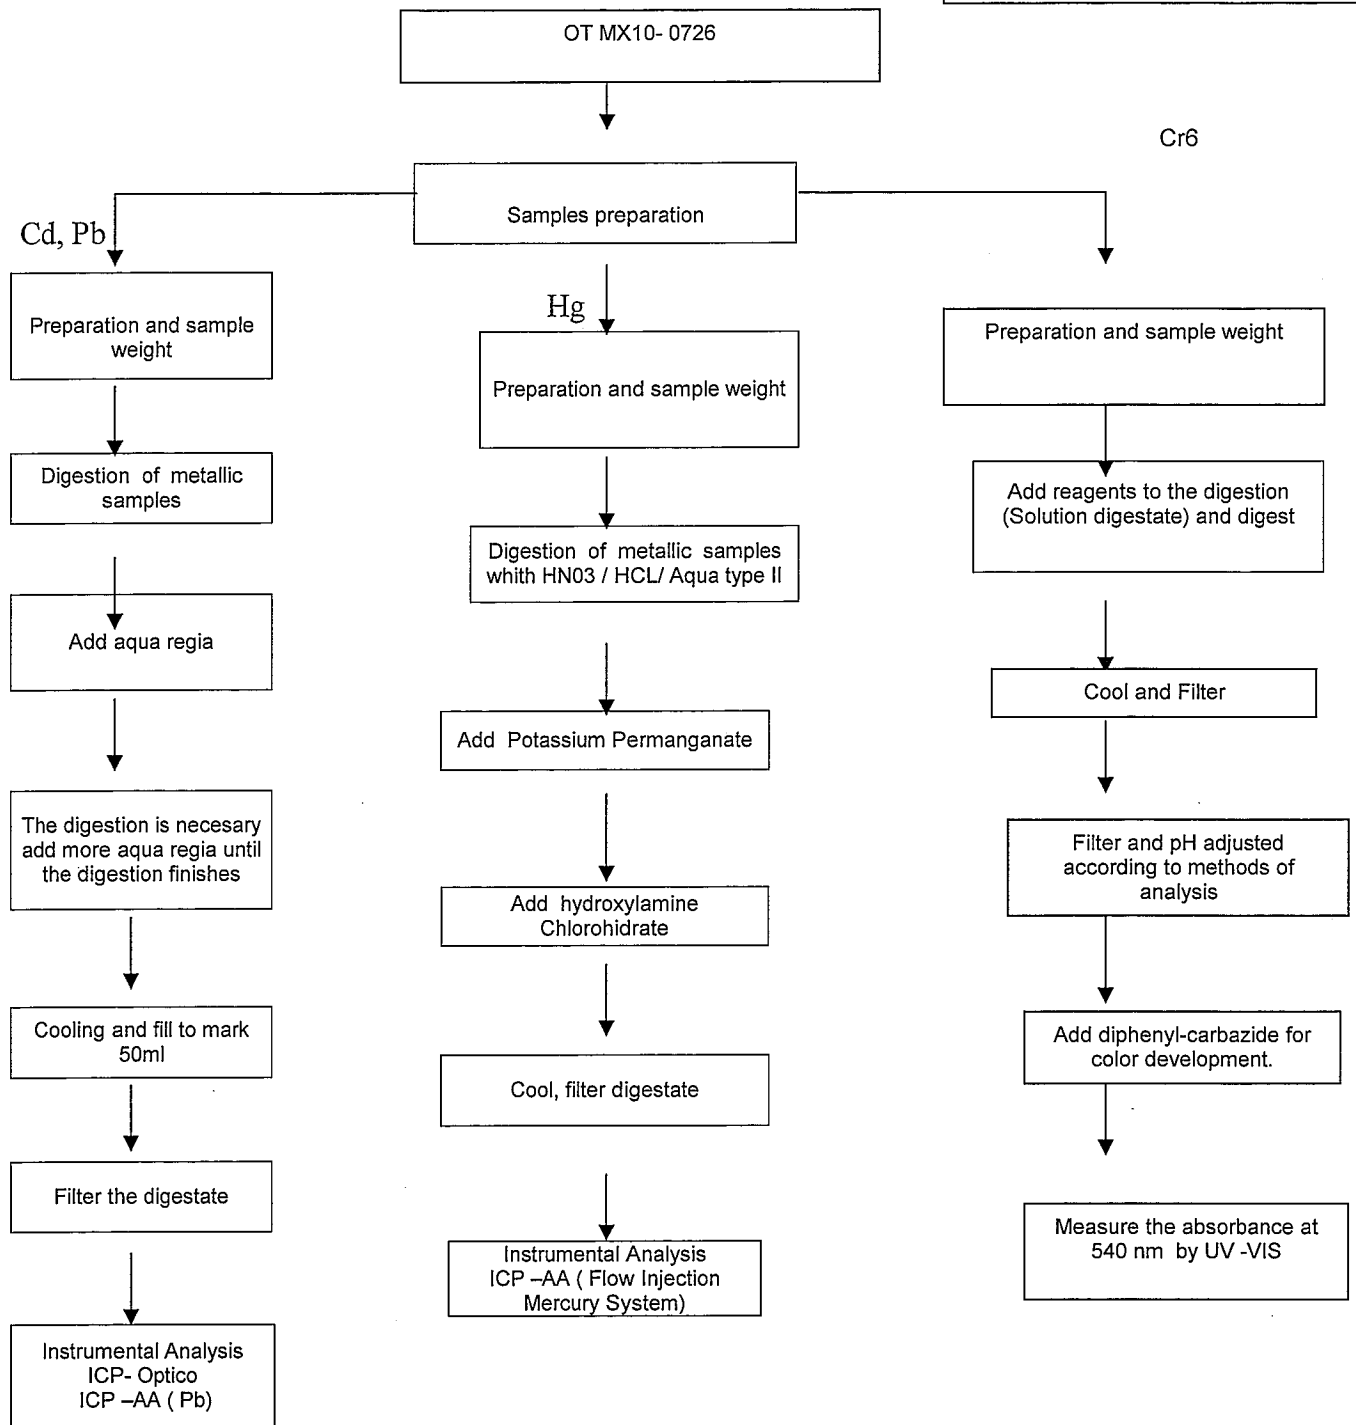 OT MX10- 0726
Cr6
Samples preparation
Cd, Pb
Preparation and sample
weight
Digestion of metallic
samples
Add aqua regia
The digestion is necesary
add more aqua regia until
the digestion finishes
Cooling and fill to mark
50ml
Filter the digestate
Instrumental Analysis
ICP- Optico
ICP –AA ( Pb)
Hg
Preparation and sample weight
Digestion of metallic samples
whith HN03 / HCL/ Aqua type II
Add Potassium Permanganate
Add hydroxylamine
Chlorohidrate
Cool, filter digestate
Instrumental Analysis
ICP –AA ( Flow Injection
Mercury System)
Preparation and sample weight
Add reagents to the digestion
(Solution digestate) and digest
Cool and Filter
Filter and pH adjusted
according to methods of
analysis
Add diphenyl-carbazide for
color development.
Measure the absorbance at
540 nm by UV -VIS